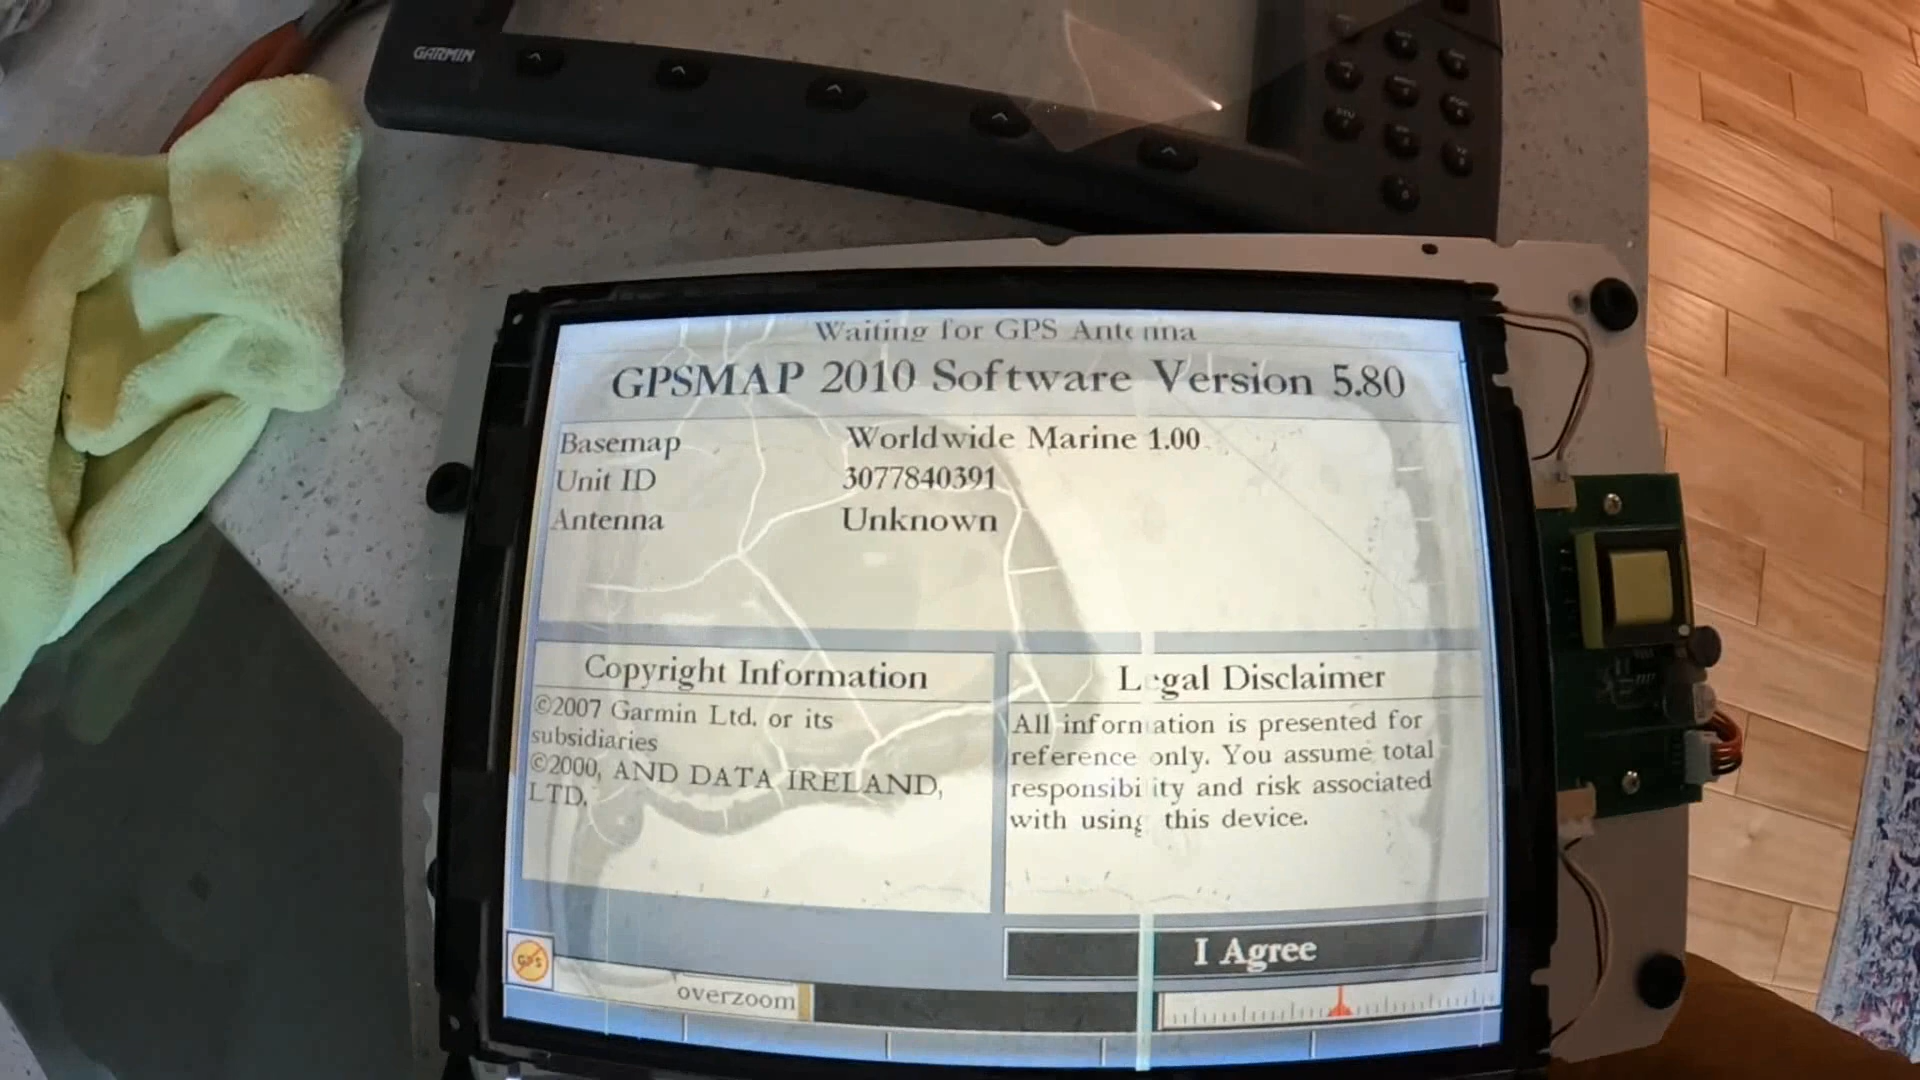 GARMIN
Waiting for GPS Antenna
GPSMAP 2010 Software Version 5.80
Basemap Worldwide Marine 1.00
Unit ID 3077840391
Antenna Unknown
Copyright Information
©2007 Garmin Ltd. or its
subsidiaries
©2000, AND DATA IRELAND,
LTD.
Legal Disclaimer
All information is presented for
reference only. You assume total
responsibility and risk associated
with using this device.
I Agree
GPS
overzoom